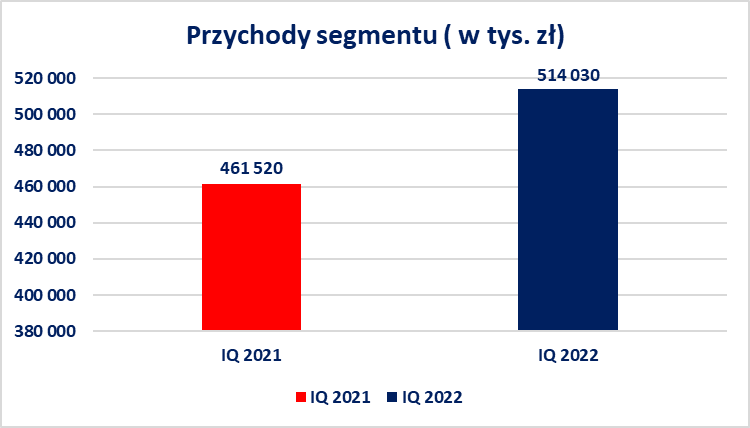 Przychody segmentu ( w tys. zł)
520 000
500 000
480 000
460 000
440 000
420 000
400 000
380 000
461 520
514 030
IQ 2021
IQ 2022
IQ 2021
IQ 2022